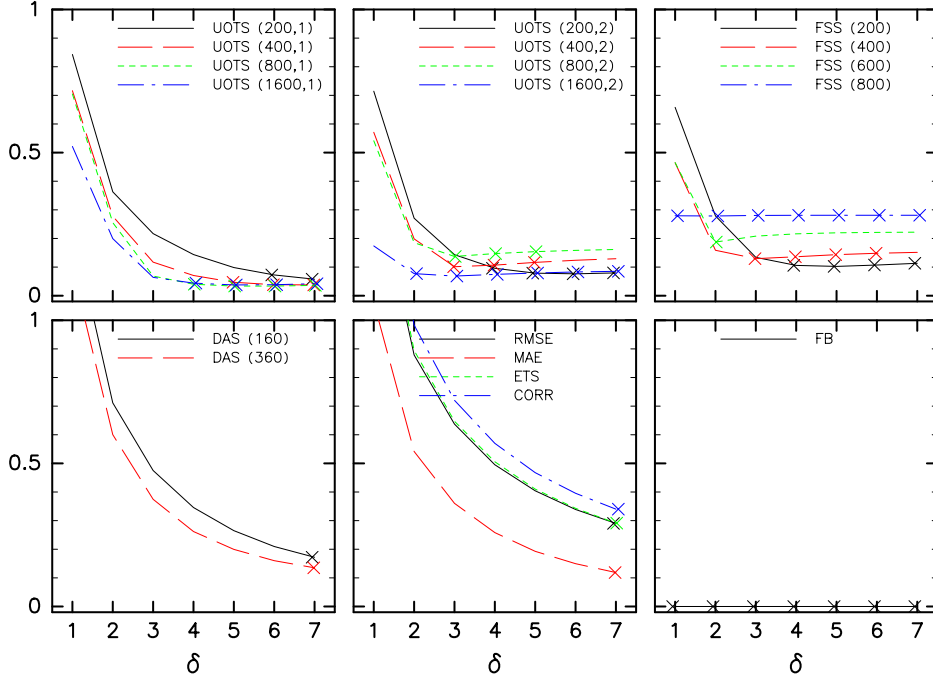 1
0.5
0
UOTS (200,1)
UOTS (400,1)
UOTS (800,1)
UOTS (1600,1)
UOTS (200,2)
UOTS (400,2)
UOTS (800,2)
UOTS (1600,2)
FSS (200)
FSS (400)
FSS (600)
FSS (800)
1
0.5
0
DAS (160)
DAS (360)
RMSE
MAE
ETS
CORR
FB
1 2 3 4 5 6 7
1 2 3 4 5 6 7
1 2 3 4 5 6 7
δ
δ
δ